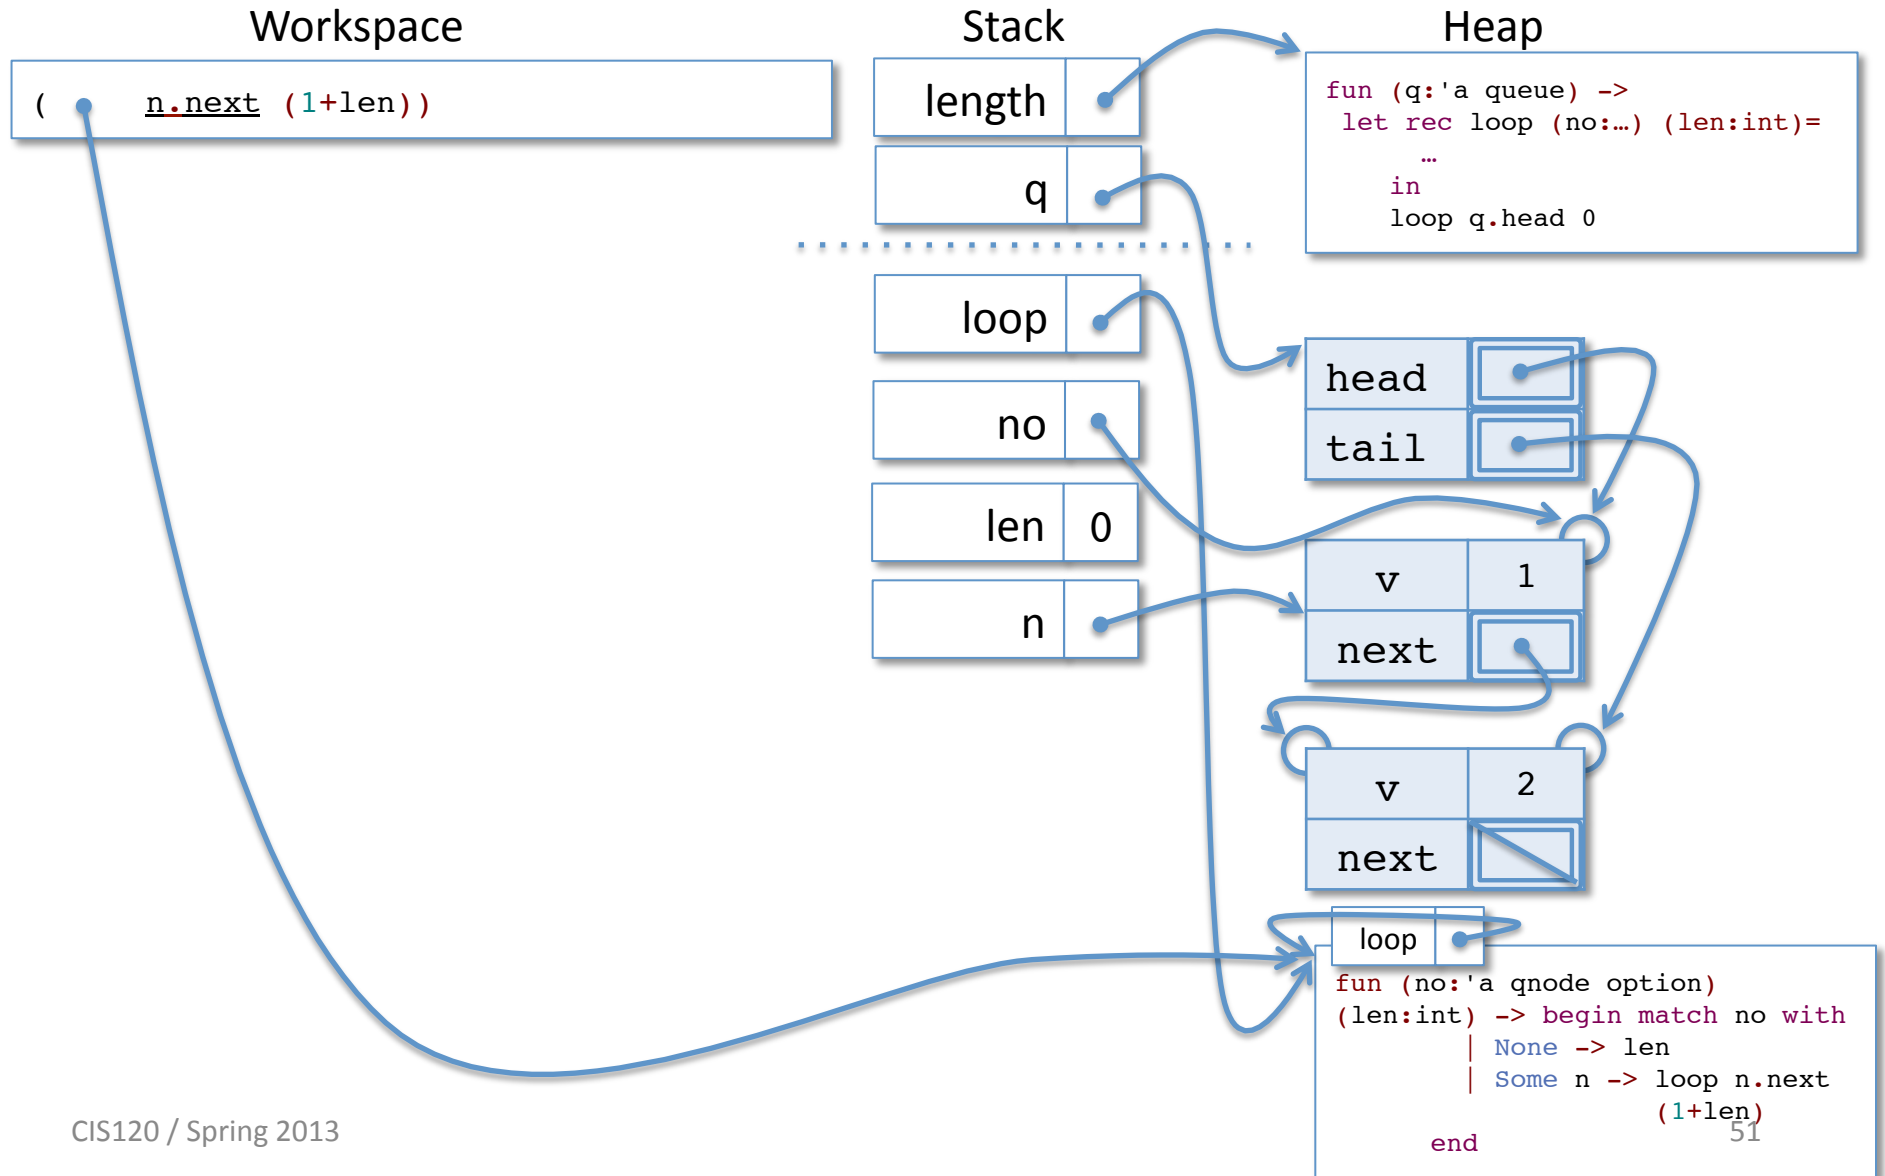 Workspace
Stack
Heap
( n.next (1+len))
length
q
loop
no
len 0
n
fun (q:'a queue) ->
let rec loop (no:…) (len:int)=
…
in
loop q.head 0
head
tail
v 1
next
v 2
next
loop
fun (no:'a qnode option)
(len:int) -> begin match no with
| None -> len
| Some n -> loop n.next
(1+len)
end
CIS120 / Spring 2013
51